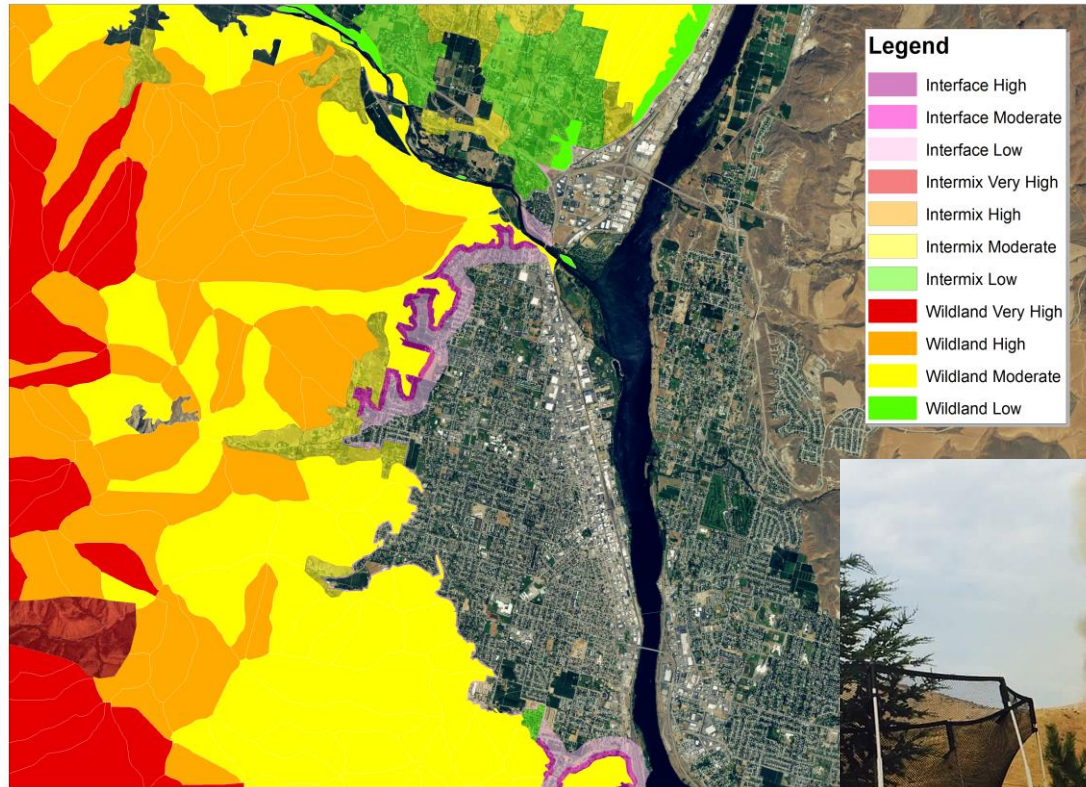 Legend
Interface High
Interface Moderate
Interface Low
Intermix Very High
Intermix High
Intermix Moderate
Intermix Low
Wildland Very High
Wildland High
Wildland Moderate
Wildland Low